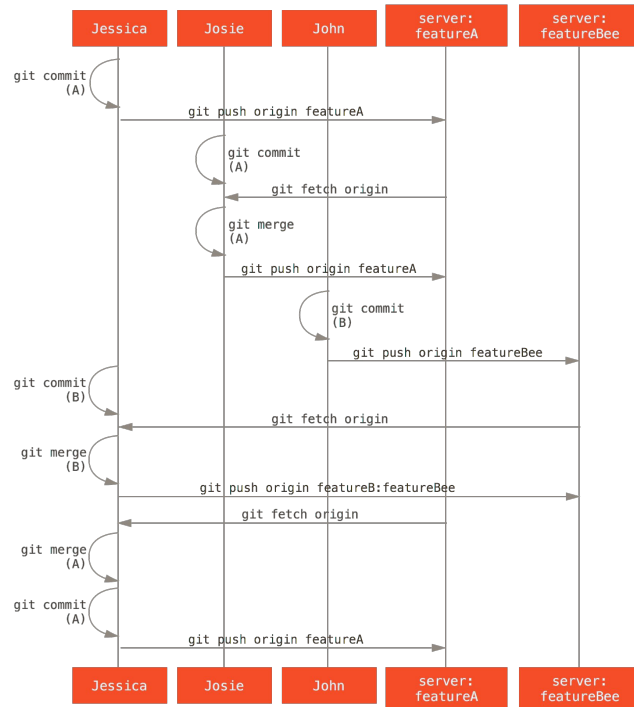 Jessica
Josie
John
server:
featureA
server:
featureBee
git commit
(A)
git push origin featureA
git commit
(A)
git fetch origin
git merge
(A)
git push origin featureA
git commit
(B)
git push origin featureBee
git commit
(B)
git fetch origin
git merge
(B)
git push origin featureB:featureBee
git fetch origin
git merge
(A)
git commit
(A)
git push origin featureA
Jessica
Josie
John
server:
featureA
server:
featureBee